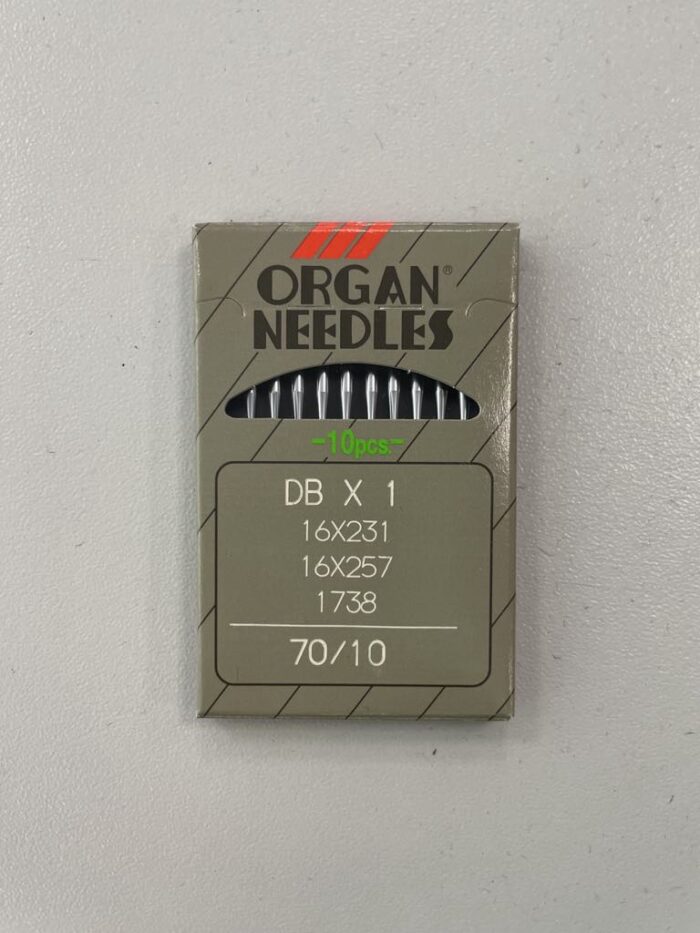 ORGAN®
NEEDLES
-10pcs.-
DB X 1
16X231
16X257
1738
70/10